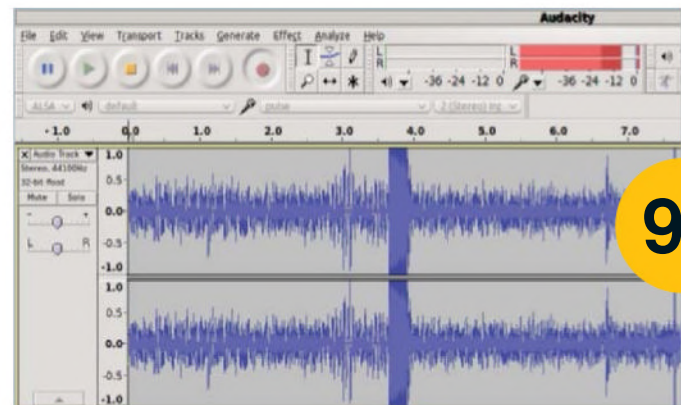 Audacity
File Edit View Transport Tracks Generate Effect Analyze Help
L
R
L
R
-36 -24 -12 0
-36 -24 -12 0
ALSA default pulse 2 (Stereo)
- 1.0 0.0 1.0 2.0 3.0 4.0 5.0 6.0 7.0
X Audio Track
Stereo, 44100Hz
32-bit float
Mute Solo
- +
L R
1.0
0.5
0.0
-0.5
-1.0
1.0
0.5
0.0
-0.5
-1.0
9